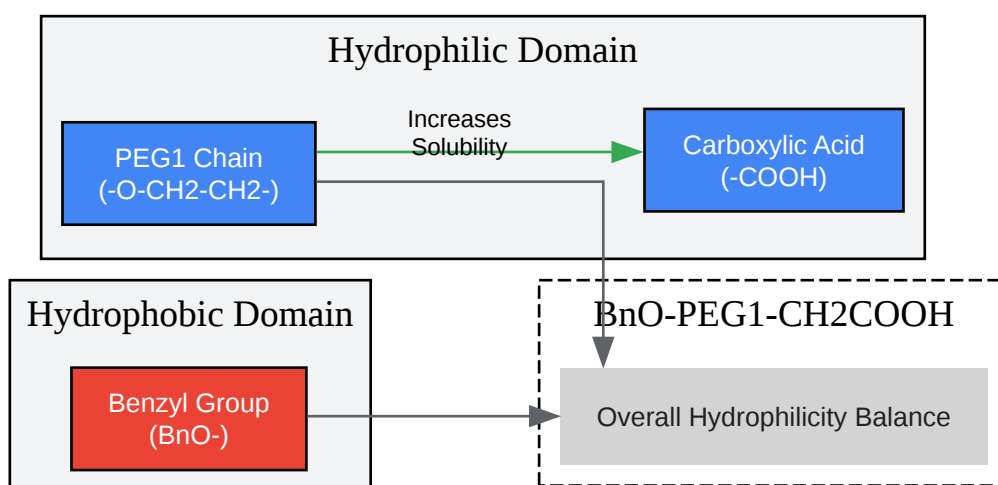 Hydrophilic Domain
Increases
Solubility
PEG1 Chain
(-O-CH2-CH2-)
Carboxylic Acid
(-COOH)
Hydrophobic Domain
BnO-PEG1-CH2COOH
Benzyl Group
(BnO-)
Overall Hydrophilicity Balance